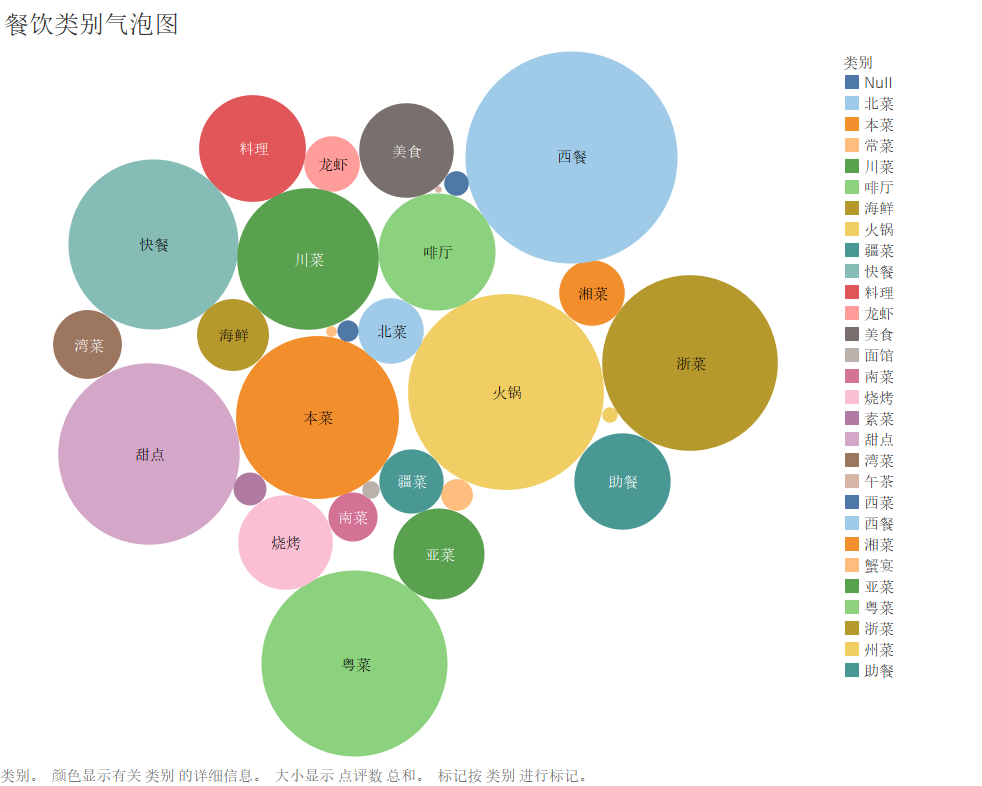 餐饮类别气泡图
类别
Null
北菜
本菜
常菜
川菜
啡厅
海鲜
火锅
疆菜
快餐
料理
龙虾
美食
面馆
南菜
烧烤
素菜
甜点
湾菜
午茶
西菜
西餐
湘菜
蟹宴
亚菜
粤菜
浙菜
州菜
助餐
料理
龙虾
美食
西餐
快餐
川菜
啡厅
湘菜
湾菜
海鲜
北菜
浙菜
火锅
本菜
甜点
疆菜
助餐
南菜
烧烤
亚菜
粤菜
类别。 颜色显示有关 类别 的详细信息。 大小显示 点评数 总和。 标记按 类别 进行标记。